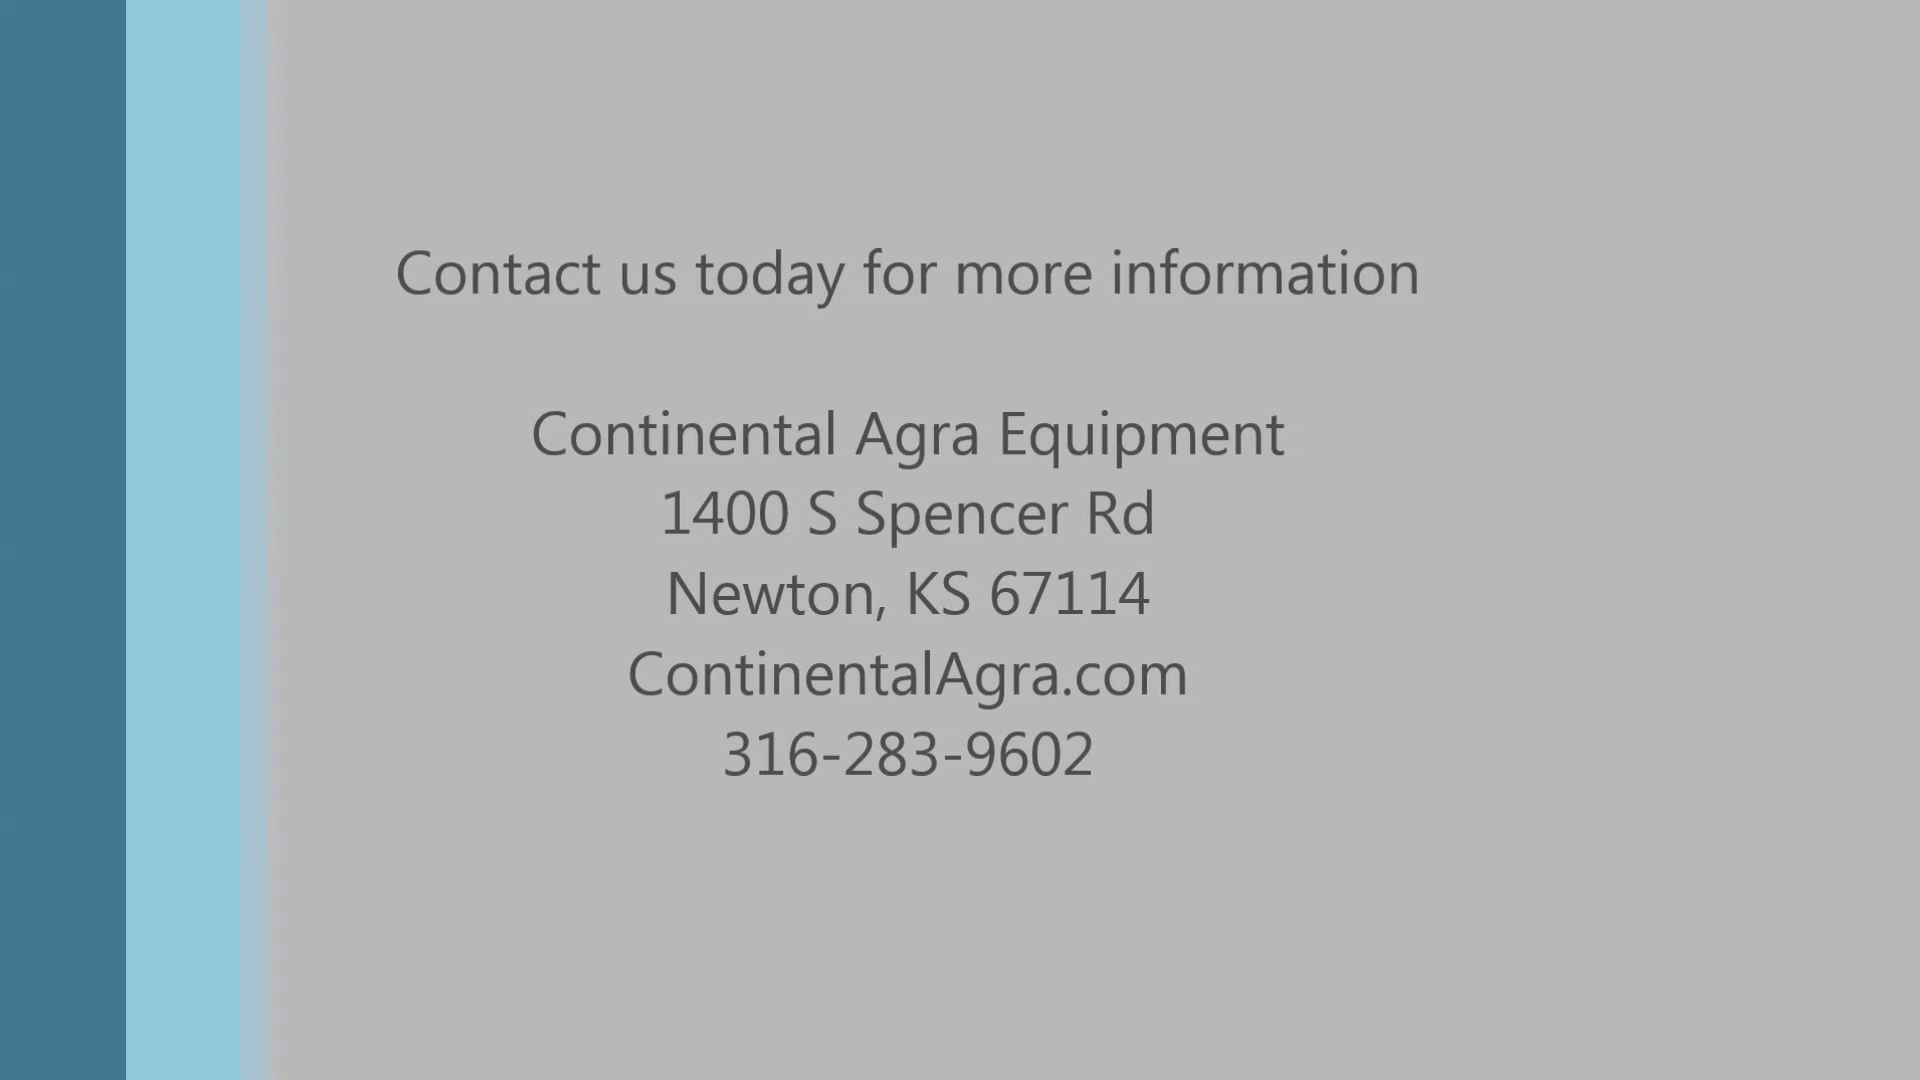 Contact us today for more information
Continental Agra Equipment
1400 S Spencer Rd
Newton, KS 67114
ContinentalAgra.com
316-283-9602